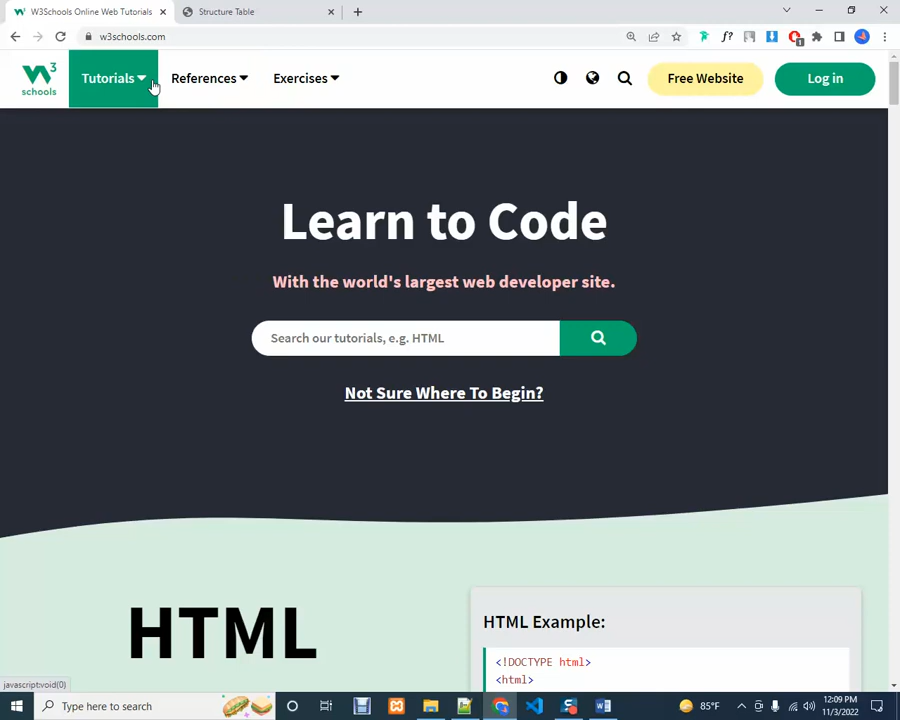 W3Schools Online Web Tutorials
Structure Table
w3schools.com
W3
schools
Tutorials
References
Exercises
Free Website
Log in
Learn to Code
With the world's largest web developer site.
Search our tutorials, e.g. HTML
Not Sure Where To Begin?
HTML
HTML Example:
<!DOCTYPE html>
<html>
javascript:void(0)
Type here to search
85°F
12:09 PM
11/3/2022